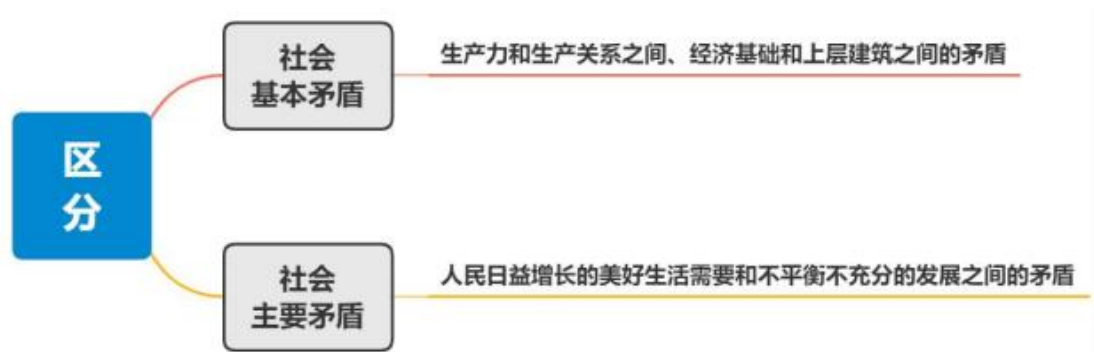 区
分
社会
基本矛盾
生产力和生产关系之间、经济基础和上层建筑之间的矛盾
社会
主要矛盾
人民日益增长的美好生活需要和不平衡不充分的发展之间的矛盾